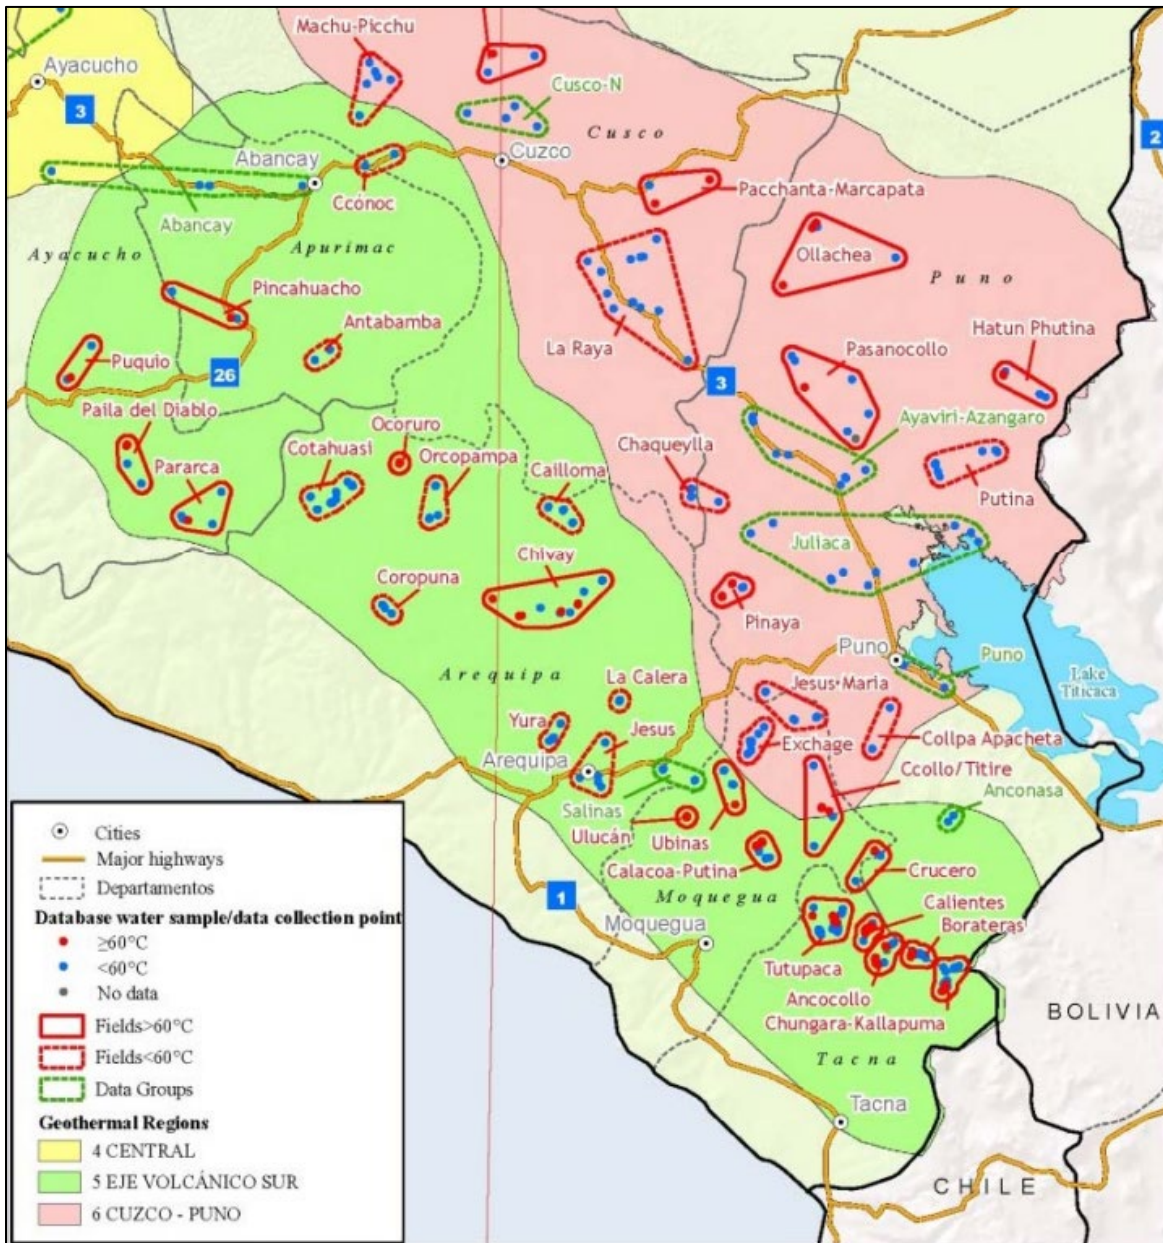 Machu-Picchu
Ayacucho
3
Cusco-N
Cusco
2
Abancay
Cuzco
Ccónoc
Pacchanta-Marcapata
Abancay
Ayacucho
Apurimac
Ollachea
Puno
Pincahuacho
Antabamba
La Raya
Pasanocollo
Hatun Phutina
Puquio
26
3
Paila del Diablo
Ocoruro
Ayaviri-Azangaro
Cotahuasi
Orcopampa
Cailloma
Chaqueylla
Pararca
Putina
Juliaca
Chivay
Coropuna
Pinaya
Puno
Puno
Lake
Titicaca
Arequipa
La Calera
Jesus-Maria
Yura
Jesus
Exchage
Collpa Apacheta
Arequipa
Ccollo/Titire
Anconasa
Salinas
Ulucán
Ubinas
Calacoa-Putina
Crucero
Moquegua
1
Calientes
Borateras
Moquegua
Tutupaca
Ancocollo
Chungara-Kallapuma
BOLIVIA
Tacna
Tacna
CHILE
Cities
Major highways
Departamentos
Database water sample/data collection point
≥60°C
<60°C
No data
Fields>60°C
Fields<60°C
Data Groups
Geothermal Regions
4 CENTRAL
5 EJE VOLCÁNICO SUR
6 CUZCO - PUNO